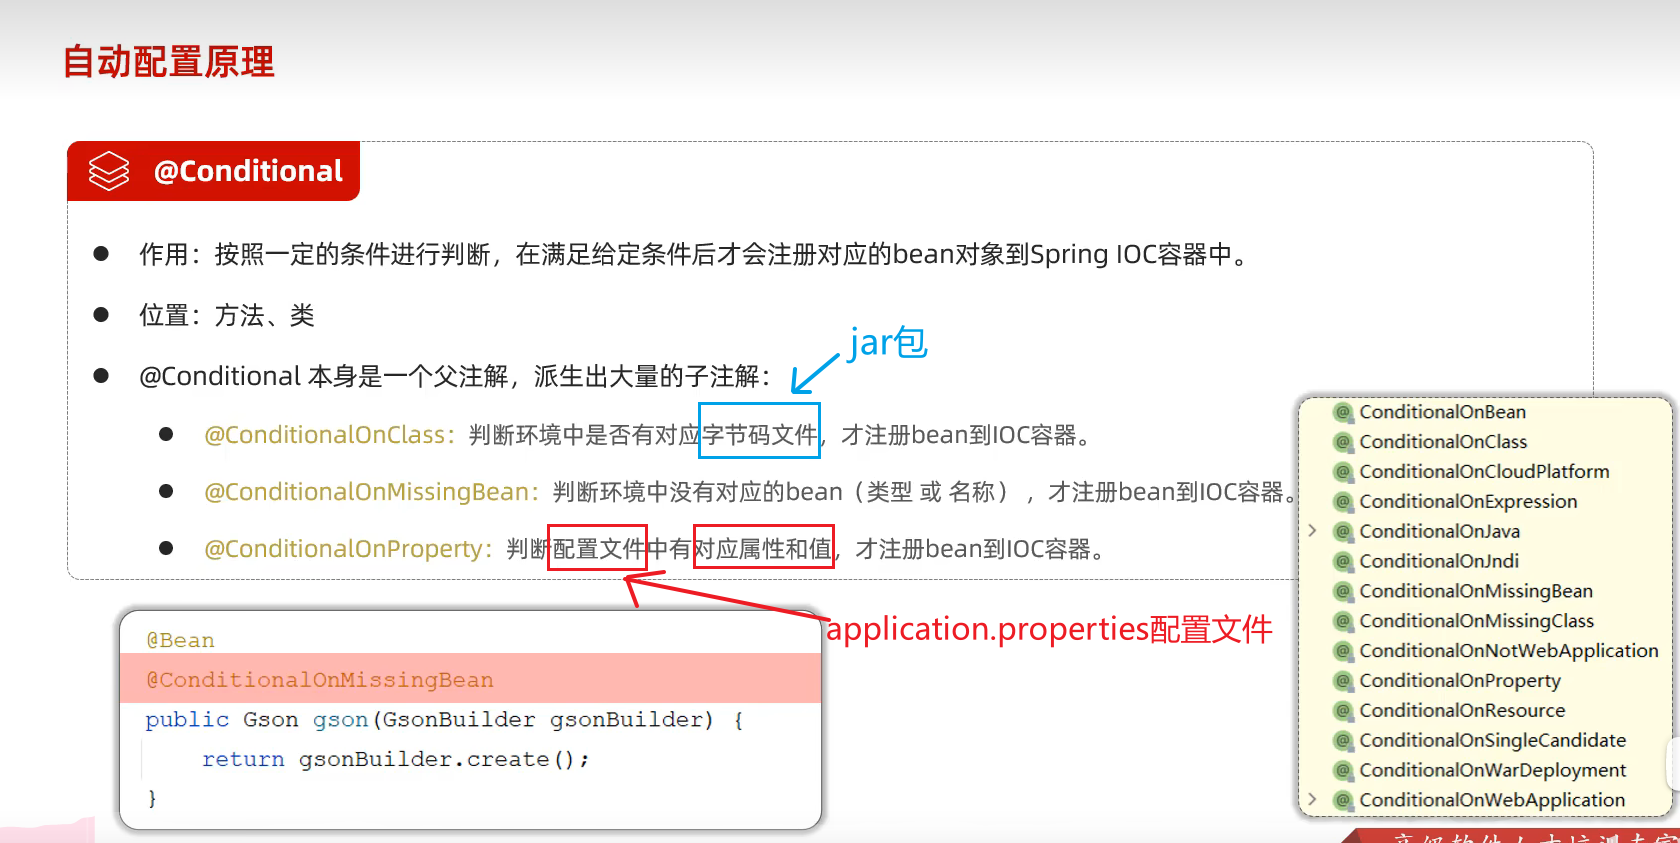 自动配置原理
@Conditional
作用：按照一定的条件进行判断，在满足给定条件后才会注册对应的bean对象到Spring IOC容器中。
位置：方法、类
jar包
@Conditional 本身是一个父注解，派生出大量的子注解：
@ConditionalOnClass：判断环境中是否有对应字节码文件，才注册bean到IOC容器。
@ConditionalOnMissingBean：判断环境中没有对应的bean（类型 或 名称），才注册bean到IOC容器。
@ConditionalOnProperty：判断配置文件中有对应属性和值，才注册bean到IOC容器。
application.properties配置文件
@Bean
@ConditionalOnMissingBean
public Gson gson(GsonBuilder gsonBuilder) {
return gsonBuilder.create();
}
ConditionalOnBean
ConditionalOnClass
ConditionalOnCloudPlatform
ConditionalOnExpression
ConditionalOnJava
ConditionalOnJndi
ConditionalOnMissingBean
ConditionalOnMissingClass
ConditionalOnNotWebApplication
ConditionalOnProperty
ConditionalOnResource
ConditionalOnSingleCandidate
ConditionalOnWarDeployment
ConditionalOnWebApplication